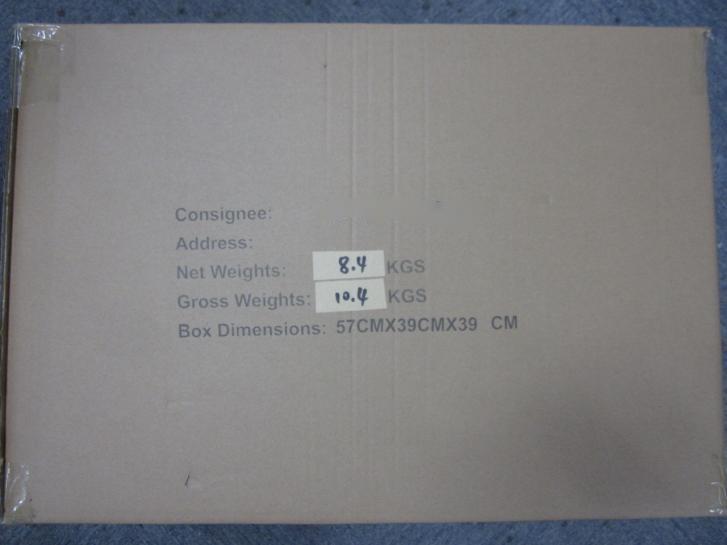 Consignee:
Address:
Net Weights: 8.4 KGS
Gross Weights: 10.4 KGS
Box Dimensions: 57CMX39CMX39 CM